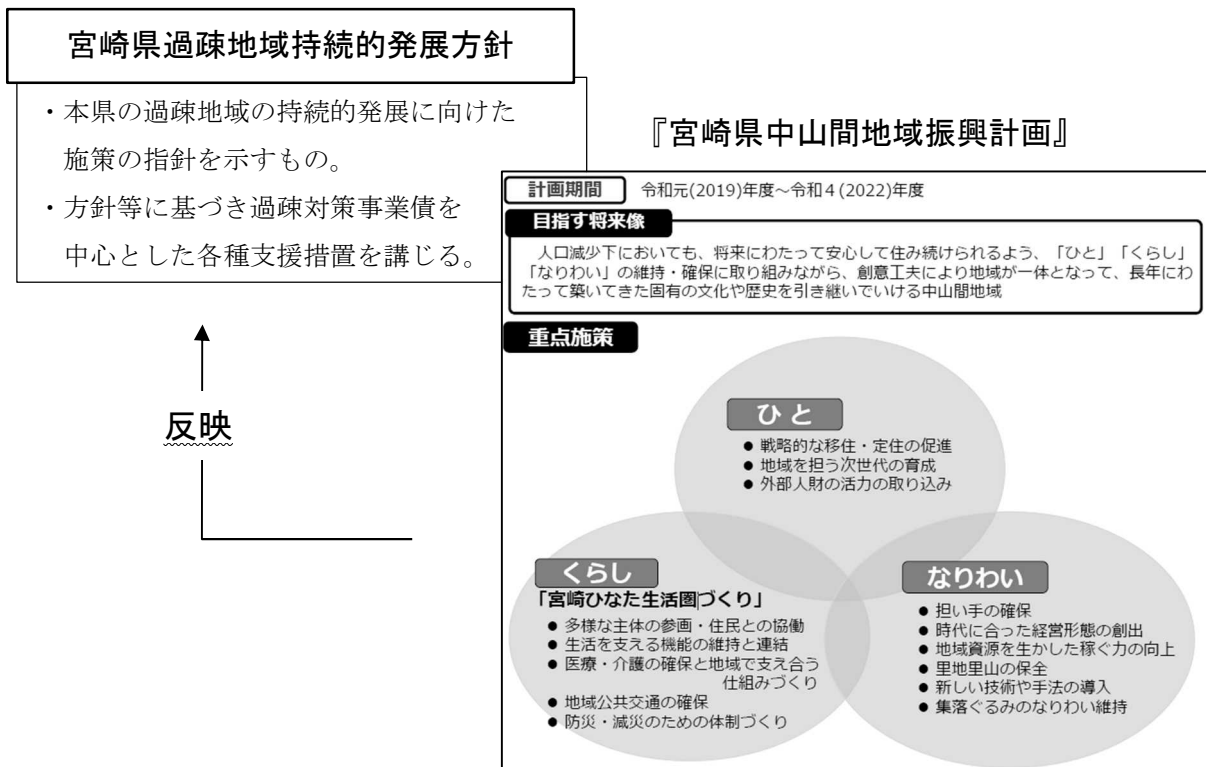 宮崎県過疎地域持続的発展方針
・本県の過疎地域の持続的発展に向けた
施策の指針を示すもの。
・方針等に基づき過疎対策事業債を
中心とした各種支援措置を講じる。
反映
『宮崎県中山間地域振興計画』
計画期間 令和元(2019)年度～令和４(2022)年度
目指す将来像
人口減少下においても、将来にわたって安心して住み続けられるよう、「ひと」「くらし」
「なりわい」の維持・確保に取り組みながら、創意工夫により地域が一体となって、長年にわ
たって築いてきた固有の文化や歴史を引き継いでいける中山間地域
重点施策
ひと
● 戦略的な移住・定住の促進
● 地域を担う次世代の育成
● 外部人財の活力の取り込み
くらし
「宮崎ひなた生活圏づくり」
● 多様な主体の参画・住民との協働
● 生活を支える機能の維持と連結
● 医療・介護の確保と地域で支え合う
仕組みづくり
● 地域公共交通の確保
● 防災・減災のための体制づくり
なりわい
● 担い手の確保
● 時代に合った経営形態の創出
● 地域資源を生かした稼ぐ力の向上
● 里地里山の保全
● 新しい技術や手法の導入
● 集落ぐるみのなりわい維持